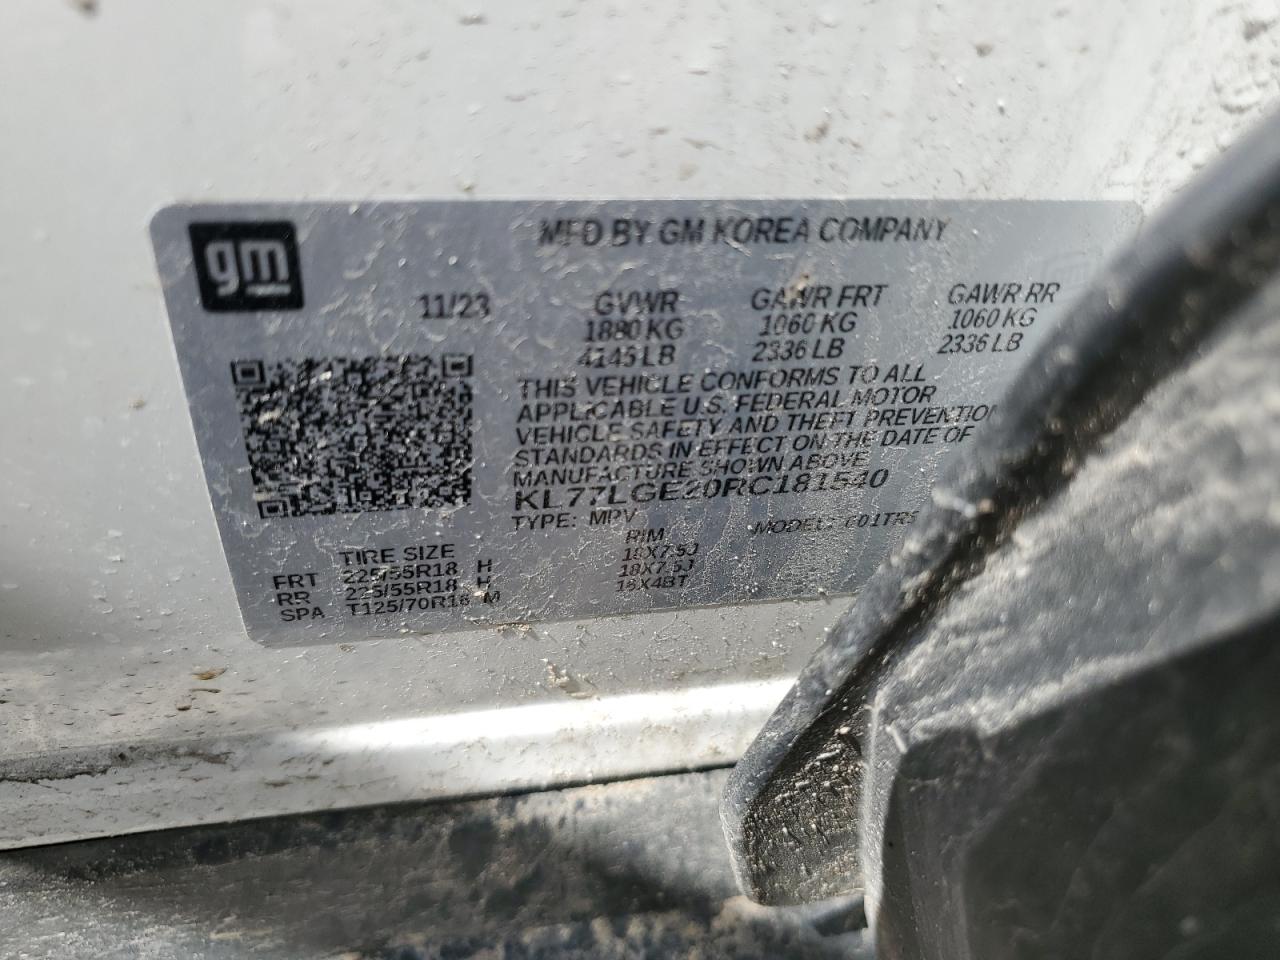 gm
MFD BY GM KOREA COMPANY
11/23 GVWR GAWR FRT GAWR RR
1880 KG 1060 KG 1060 KG
4145 LB 2336 LB 2336 LB
THIS VEHICLE CONFORMS TO ALL
APPLICABLE U.S. FEDERAL MOTOR
VEHICLE SAFETY AND THEFT PREVENTION
STANDARDS IN EFFECT ON THE DATE OF
MANUFACTURE SHOWN ABOVE
KL77LGE20RC181540
TYPE: MPV MODEL:
TIRE SIZE RIM
FRT 225/55R18 H 18X7.5J
RR 225/55R18 H 18X7.5J
SPA T125/70R16 M 16X4BT